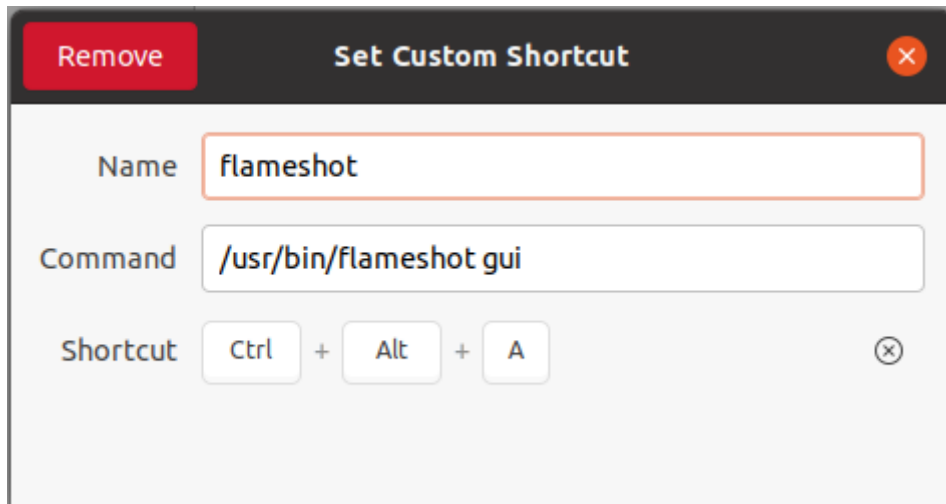 Remove Set Custom Shortcut
Name flameshot
Command /usr/bin/flameshot gui
Shortcut Ctrl + Alt + A